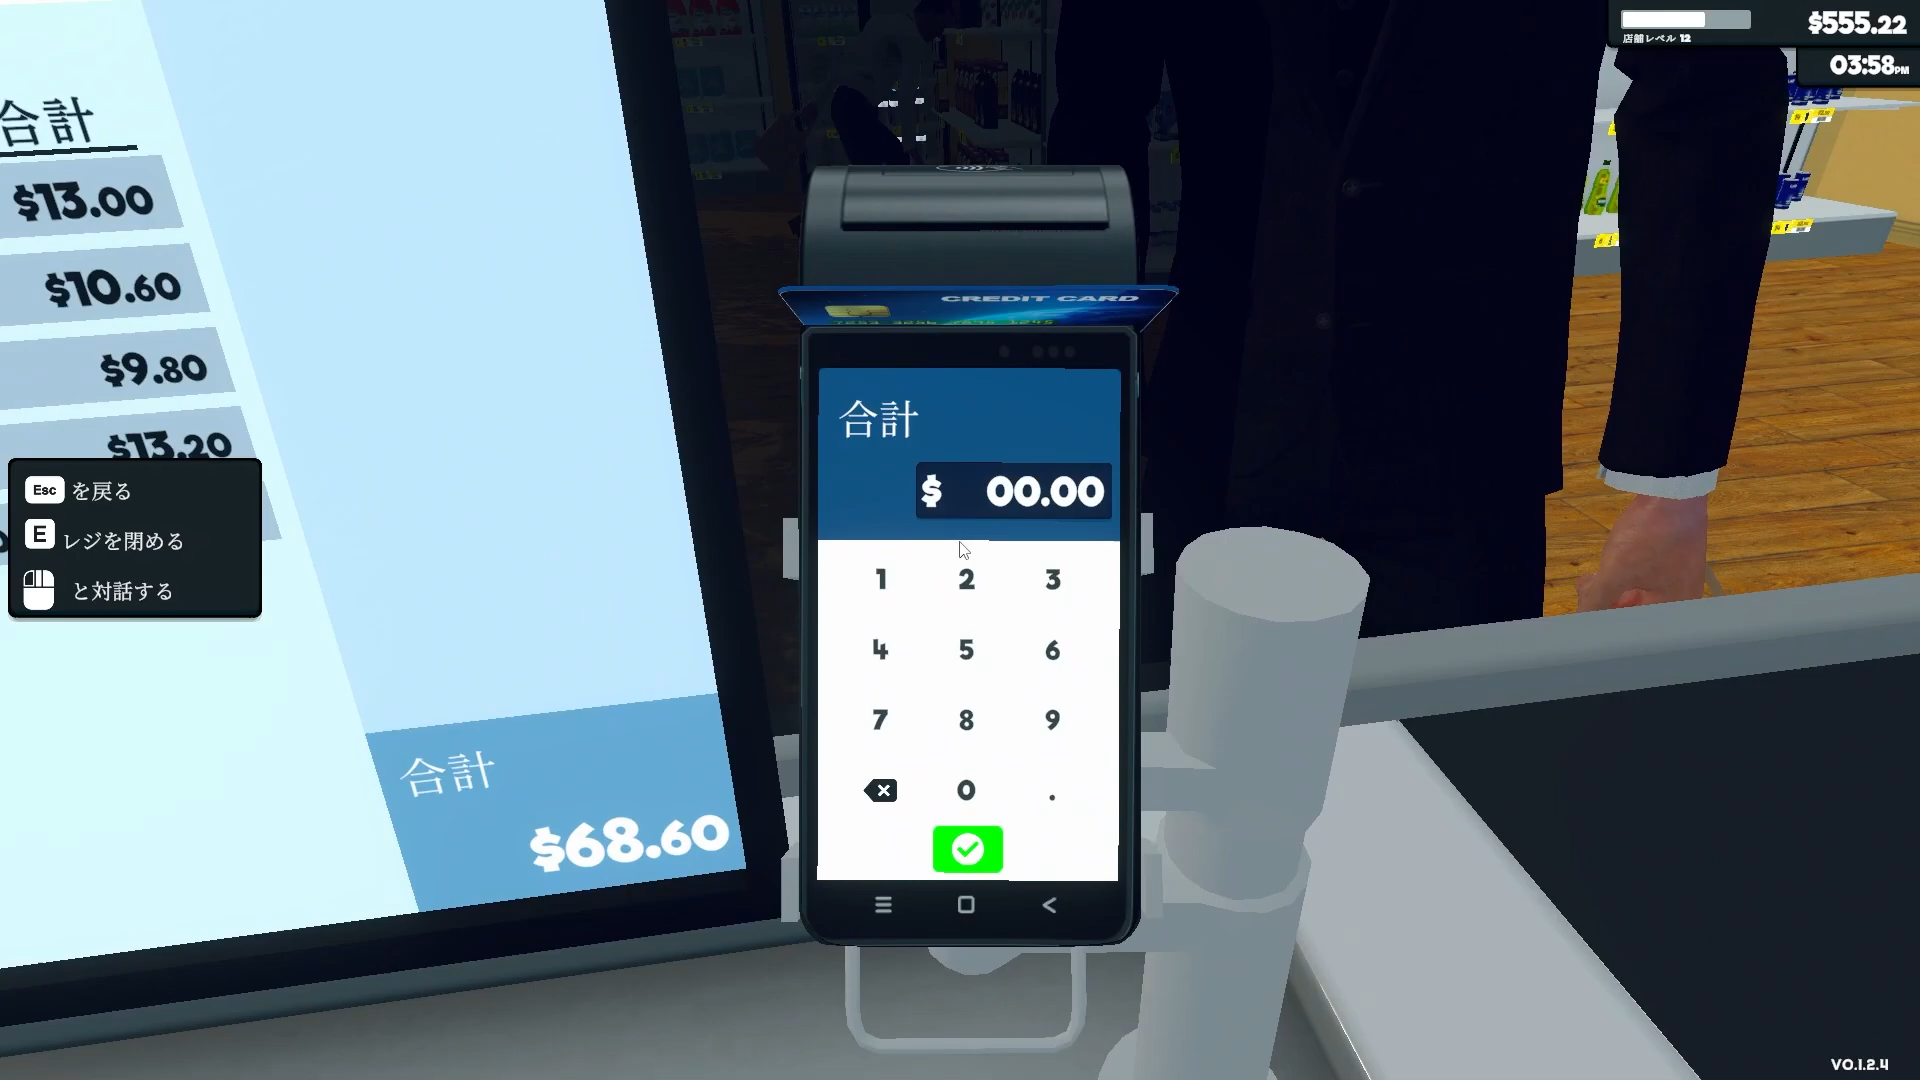 $555.22
店舗レベル 12
03:58PM
合計
$13.00
$10.60
$9.80
$13.20
Esc を戻る
E レジを閉める
と対話する
合計
$68.60
CREDIT CARD
合計
$ 00.00
1 2 3
4 5 6
7 8 9
0 .
V0.1.2.4